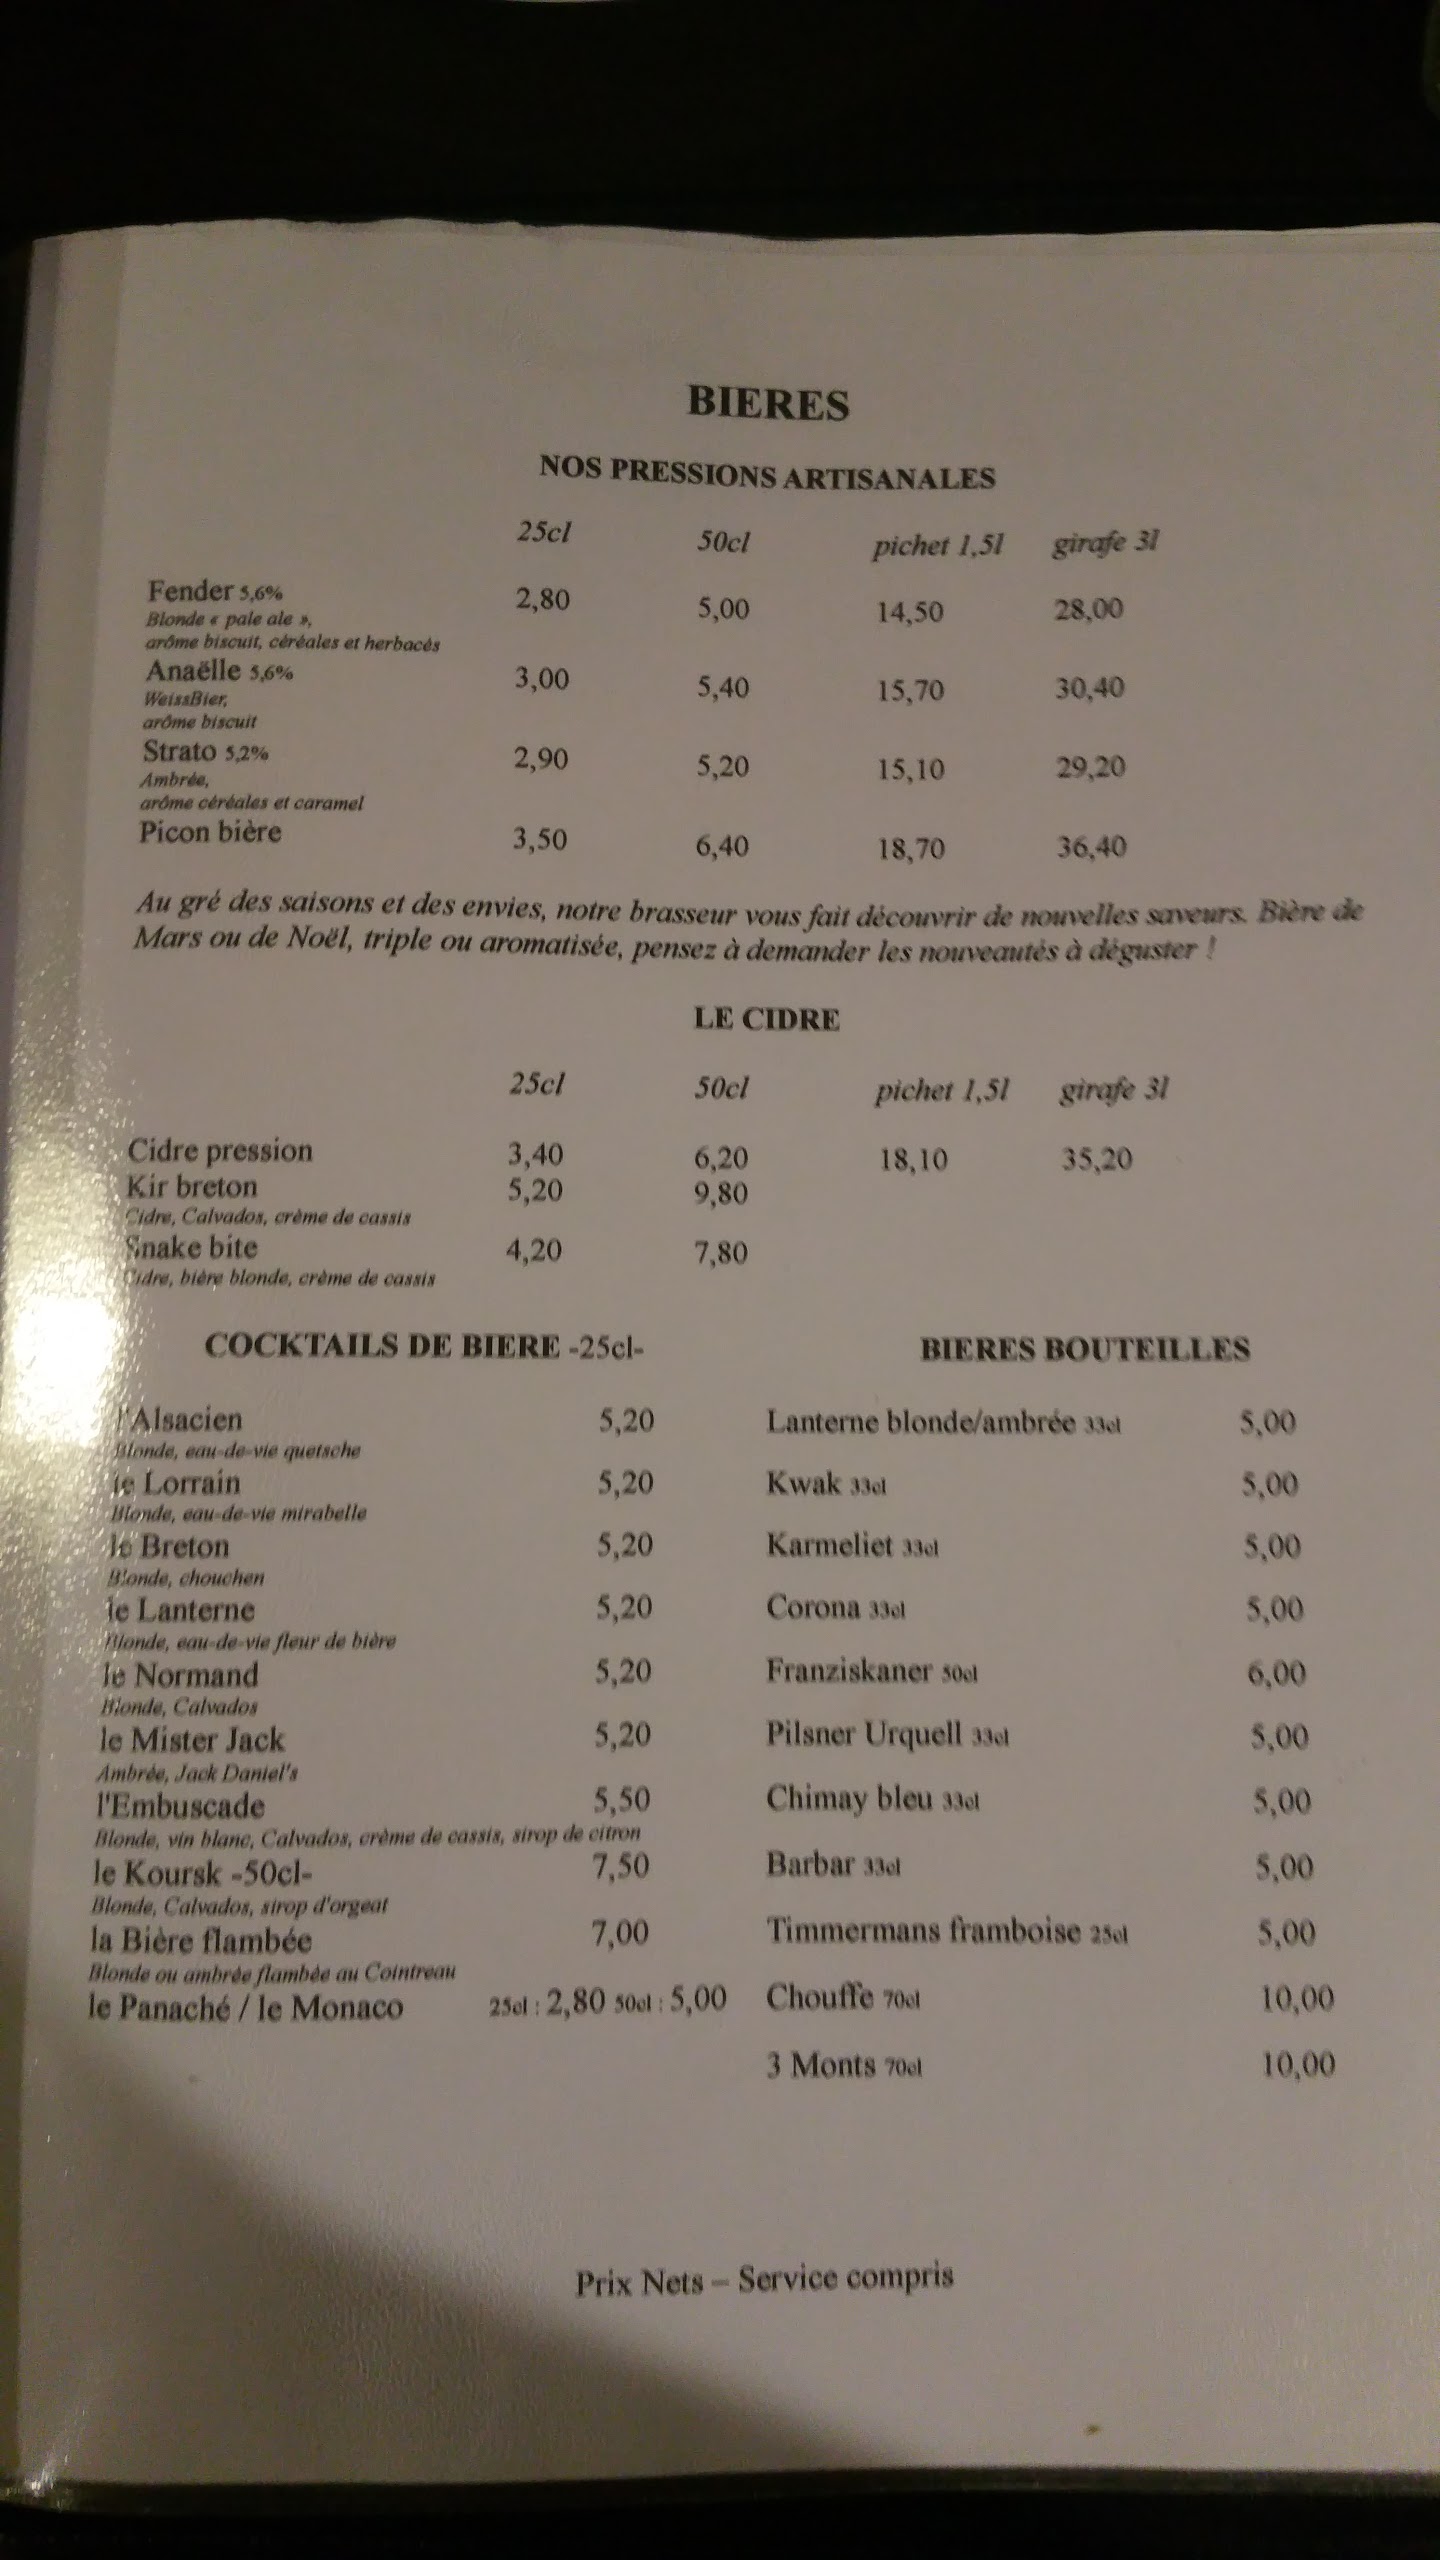 BIERES
NOS PRESSIONS ARTISANALES
25cl 50cl pichet 1,5l girafe 3l
Fender 5,6% 2,80 5,00 14,50 28,00
Blonde « pale ale »,
arôme biscuit, céréales et herbacés
Anaëlle 5,6% 3,00 5,40 15,70 30,40
WeissBier,
arôme biscuit
Strato 5,2% 2,90 5,20 15,10 29,20
Ambrée,
arôme céréales et caramel
Picon bière 3,50 6,40 18,70 36,40
Au gré des saisons et des envies, notre brasseur vous fait découvrir de nouvelles saveurs. Bière de
Mars ou de Noël, triple ou aromatisée, pensez à demander les nouveautés à déguster !
LE CIDRE
25cl 50cl pichet 1,5l girafe 3l
Cidre pression 3,40 6,20 18,10 35,20
Kir breton 5,20 9,80
Cidre, Calvados, crème de cassis
Snake bite 4,20 7,80
Cidre, bière blonde, crème de cassis
COCKTAILS DE BIERE -25cl-
l'Alsacien 5,20
Blonde, eau-de-vie quetsche
le Lorrain 5,20
Blonde, eau-de-vie mirabelle
le Breton 5,20
Blonde, chouchen
le Lanterne 5,20
Blonde, eau-de-vie fleur de bière
le Normand 5,20
Blonde, Calvados
le Mister Jack 5,20
Ambrée, Jack Daniel's
l'Embuscade 5,50
Blonde, vin blanc, Calvados, crème de cassis, sirop de citron
le Koursk -50cl- 7,50
Blonde, Calvados, sirop d'orgeat
la Bière flambée 7,00
Blonde ou ambrée flambée au Cointreau
le Panaché / le Monaco 25cl : 2,80 50cl : 5,00
BIERES BOUTEILLES
Lanterne blonde/ambrée 33cl 5,00
Kwak 33cl 5,00
Karmeliet 33cl 5,00
Corona 33cl 5,00
Franziskaner 50cl 6,00
Pilsner Urquell 33cl 5,00
Chimay bleu 33cl 5,00
Barbar 33cl 5,00
Timmermans framboise 25cl 5,00
Chouffe 70cl 10,00
3 Monts 70cl 10,00
Prix Nets – Service compris